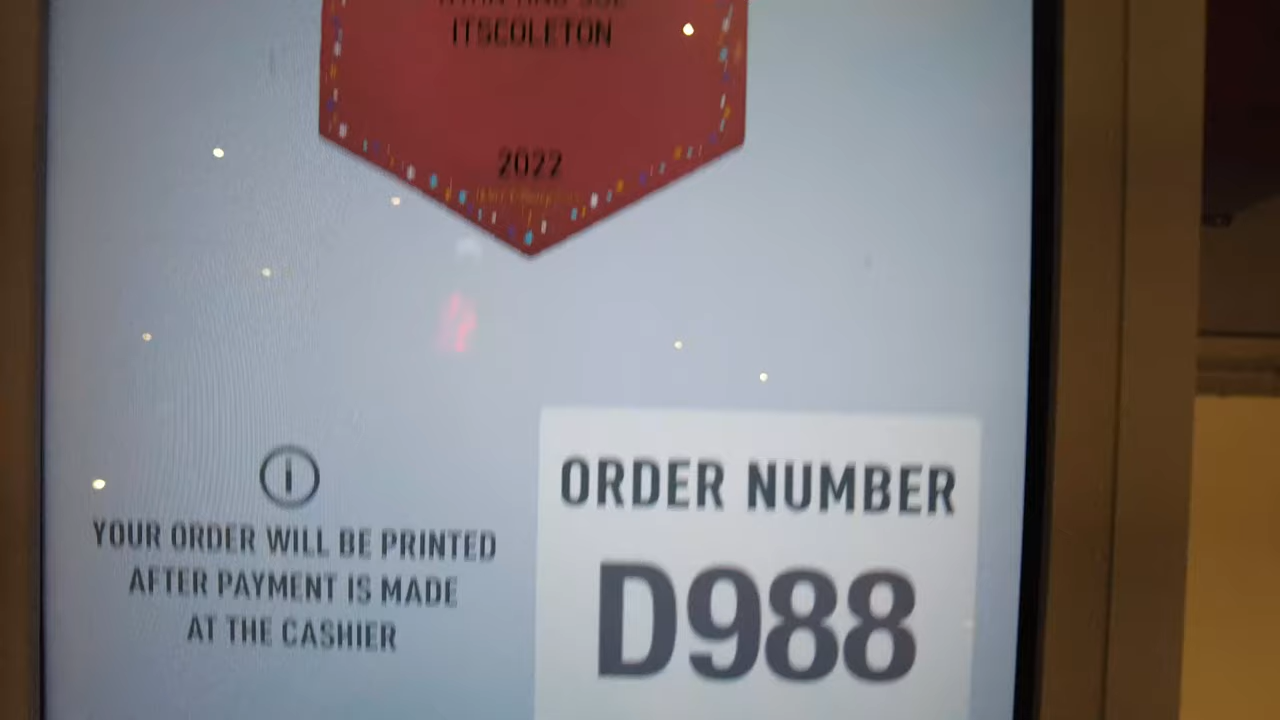 ITSCOLETON
2022
YOUR ORDER WILL BE PRINTED
AFTER PAYMENT IS MADE
AT THE CASHIER
ORDER NUMBER
D988